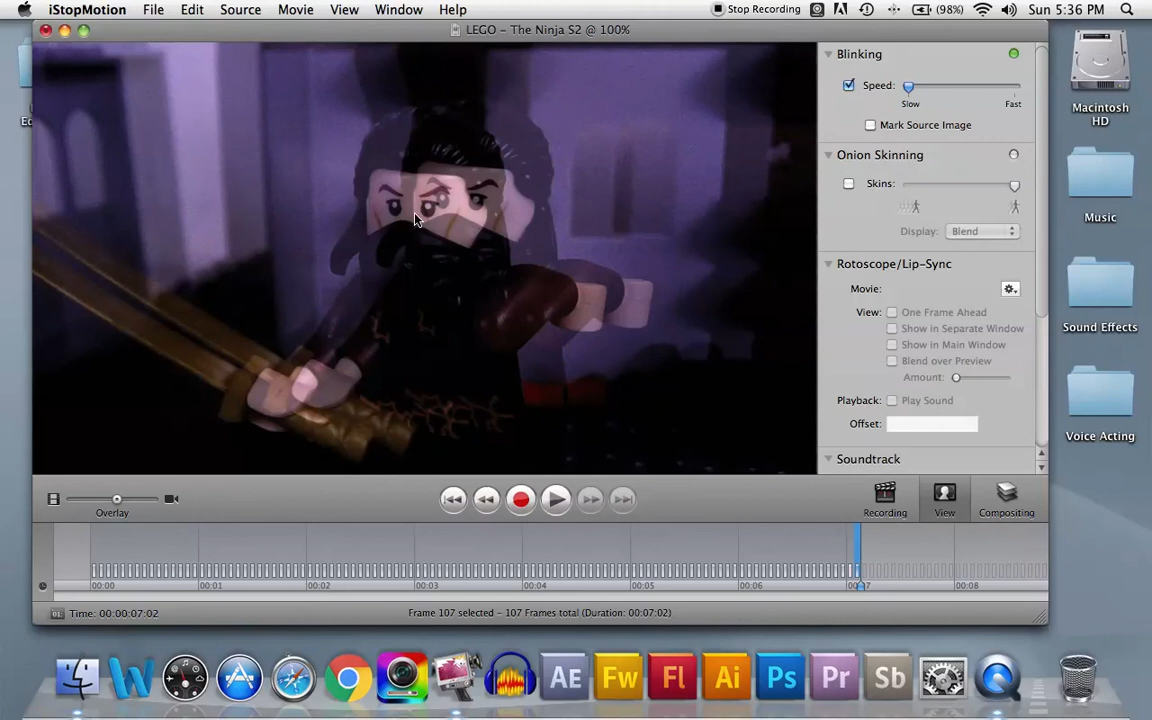 iStopMotion File Edit Source Movie View Window Help Stop Recording (98%) Sun 5:36 PM
LEGO - The Ninja S2 @ 100%
Blinking
Speed:
Slow Fast
Mark Source Image
Onion Skinning
Skins:
Display: Blend
Rotoscope/Lip-Sync
Movie:
View: One Frame Ahead
Show in Separate Window
Show in Main Window
Blend over Preview
Amount:
Playback: Play Sound
Offset:
Soundtrack
Overlay
Recording View Compositing
00:00 00:01 00:02 00:03 00:04 00:05 00:06 00:07 00:08
Time: 00:00:07:02 Frame 107 selected - 107 Frames total (Duration: 00:07:02)
Macintosh HD
Music
Sound Effects
Voice Acting
AE Fw Fl Ai Ps Pr Sb